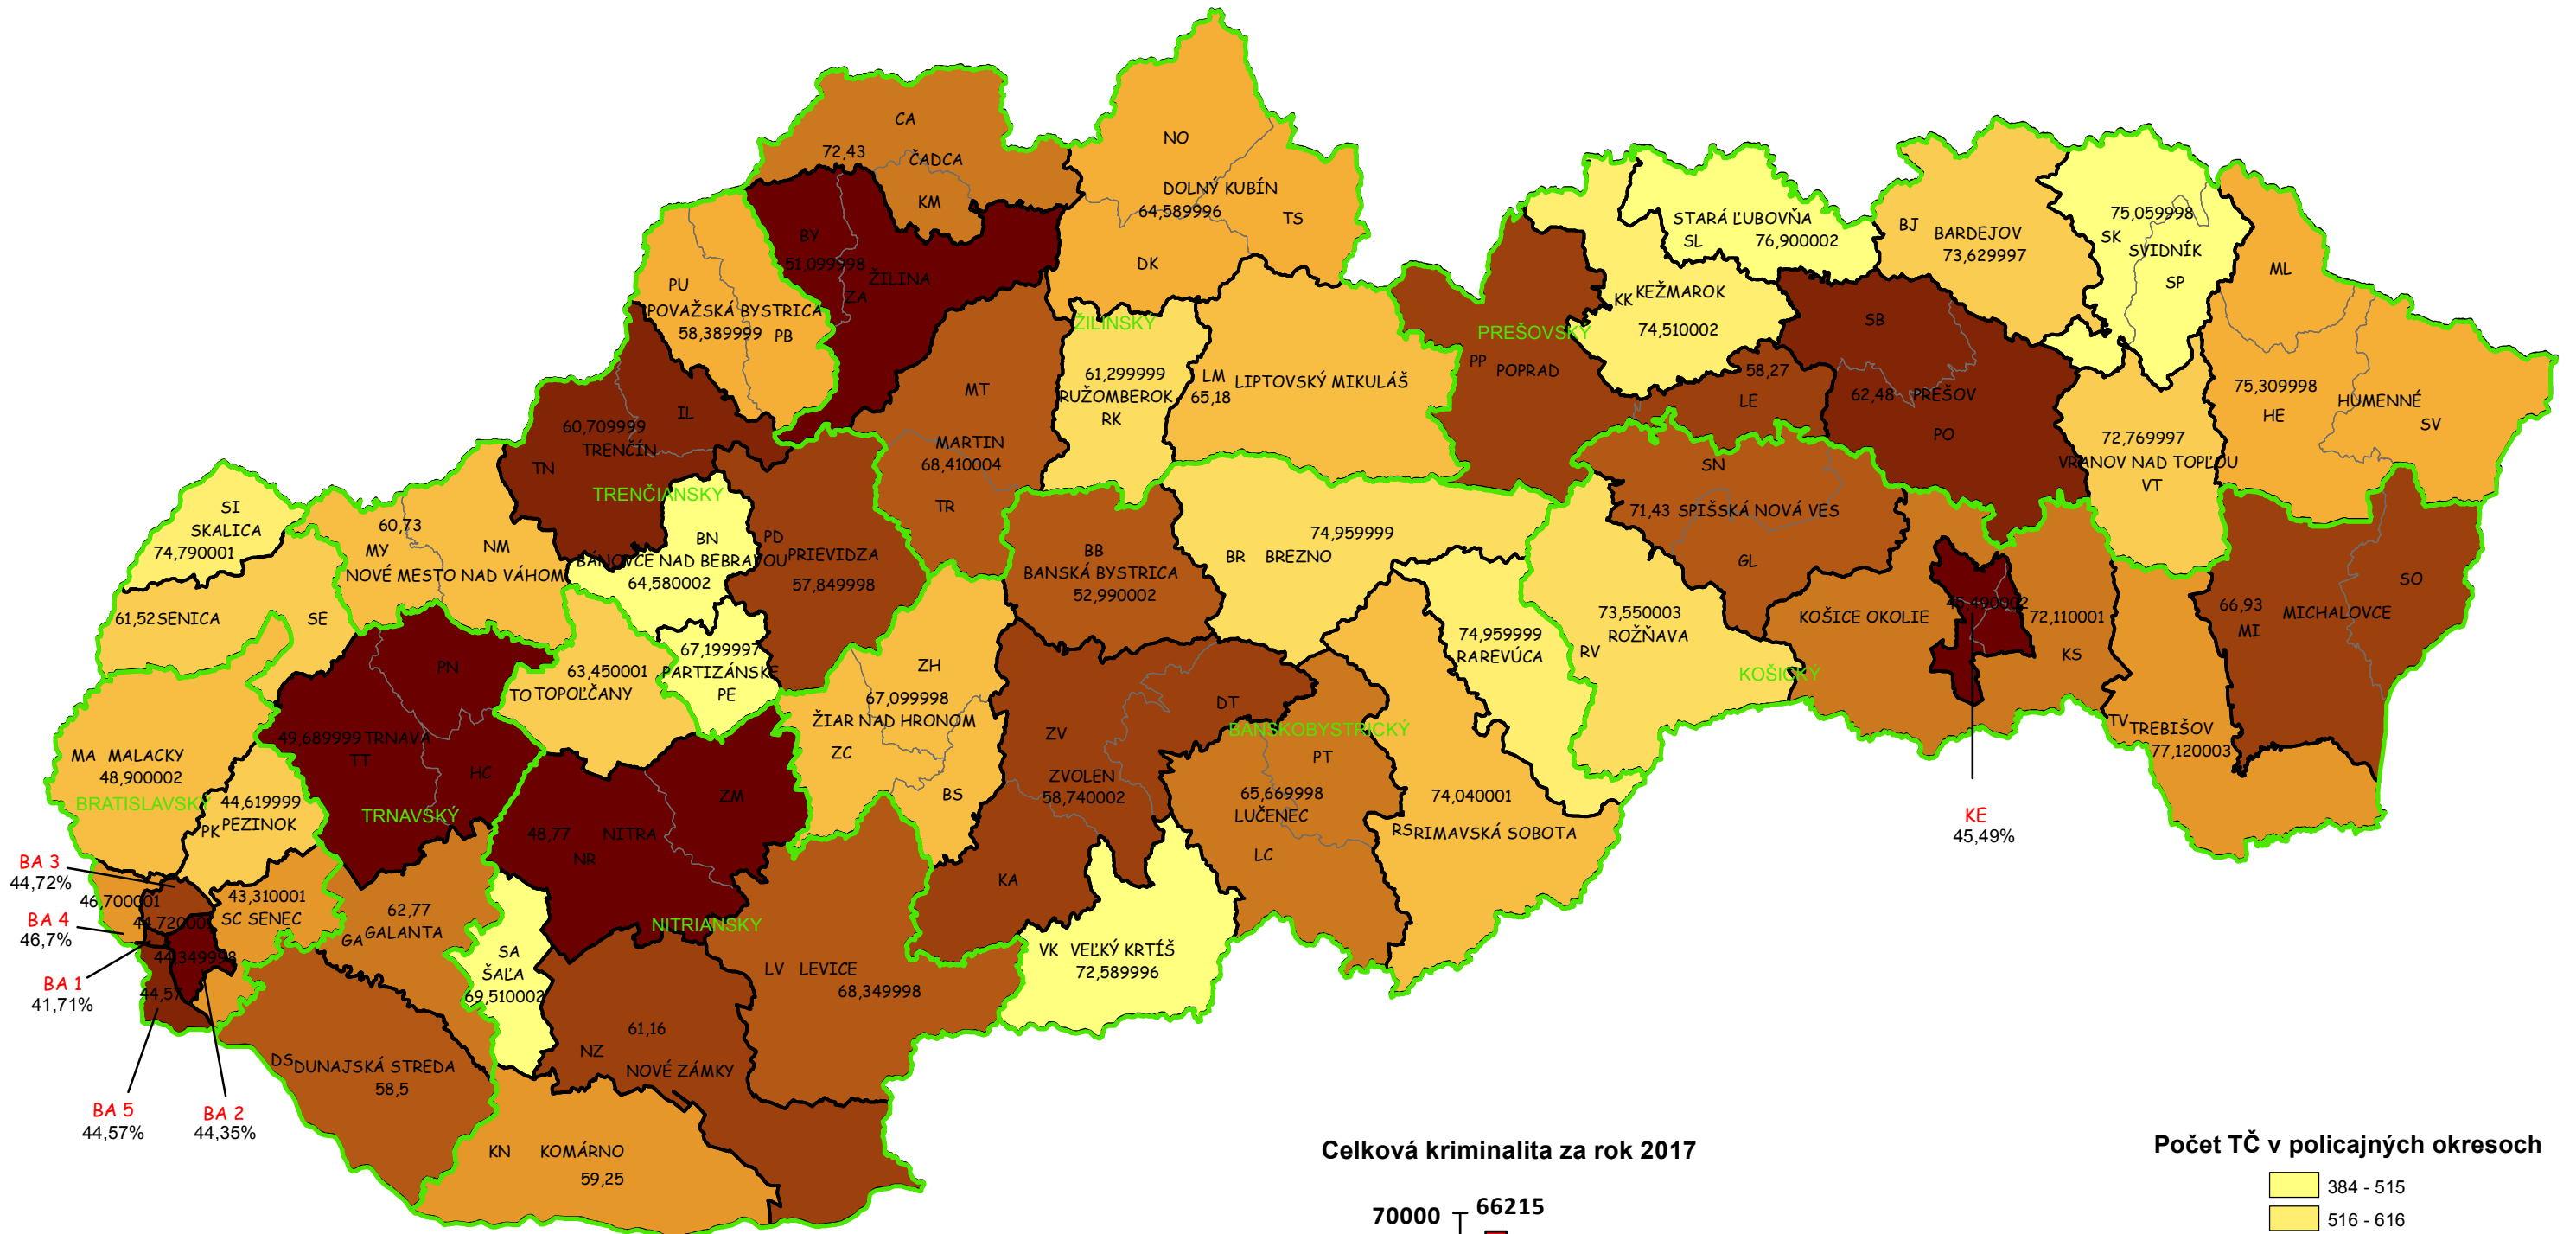 CA
72,43
ČADCA
KM
NO
DOLNÝ KUBÍN
64,589996
TS
DK
BY
51,099998
ŽILINA
ZA
PU
POVAŽSKÁ BYSTRICA
58,389999
PB
ŽILINSKÝ
61,299999
RUŽOMBEROK
RK
LM
LIPTOVSKÝ MIKULÁŠ
65,18
MT
MARTIN
68,410004
TR
IL
60,709999
TRENČÍN
TN
TRENČIANSKY
STARÁ ĽUBOVŇA
SL
76,900002
KK
KEŽMAROK
74,510002
PREŠOVSKÝ
PP
POPRAD
58,27
LE
BJ
BARDEJOV
73,629997
75,059998
SK
SVIDNÍK
SP
SB
62,48
PREŠOV
PO
ML
75,309998
HUMENNÉ
HE
SV
72,769997
VRANOV NAD TOPĽOU
VT
SN
71,43
SPIŠSKÁ NOVÁ VES
GL
SI
SKALICA
74,790001
60,73
MY
NM
NOVÉ MESTO NAD VÁHOM
61,52
SENICA
SE
BN
BÁNOVCE NAD BEBRAVOU
64,580002
PD
PRIEVIDZA
57,849998
67,199997
PARTIZÁNSKE
PE
63,450001
TO
TOPOĽČANY
BB
BANSKÁ BYSTRICA
52,990002
74,959999
BR
BREZNO
74,959999
RA
REVÚCA
73,550003
ROŽŇAVA
RV
KOŠICKÝ
KOŠICE OKOLIE
45,490002
72,110001
KS
66,93
MICHALOVCE
MI
SO
TV
TREBIŠOV
77,120003
KE
45,49%
PN
49,689999
TRNAVA
TT
HC
TRNAVSKÝ
MA
MALACKY
48,900002
BRATISLAVSKÝ
44,619999
PK
PEZINOK
ZH
67,099998
ŽIAR NAD HRONOM
ZC
BS
ZV
DT
ZVOLEN
58,740002
KA
BANSKOBYSTRICKÝ
PT
65,669998
LUČENEC
LC
74,040001
RS
RIMAVSKÁ SOBOTA
ZM
48,77
NITRA
NR
NITRIANSKY
BA 3
44,72%
BA 4
46,7%
BA 1
41,71%
BA 5
44,57%
BA 2
44,35%
46,700001
44,349998
44,57
43,310001
SC
SENEC
62,77
GA
GALANTA
SA
ŠAĽA
69,510002
LV
LEVICE
68,349998
VK
VEĽKÝ KRTÍŠ
72,589996
61,16
NZ
NOVÉ ZÁMKY
DS
DUNAJSKÁ STREDA
58,5
KN
KOMÁRNO
59,25
Celková kriminalita za rok 2017
70000
66215
Počet TČ v policajných okresoch
384 - 515
516 - 616